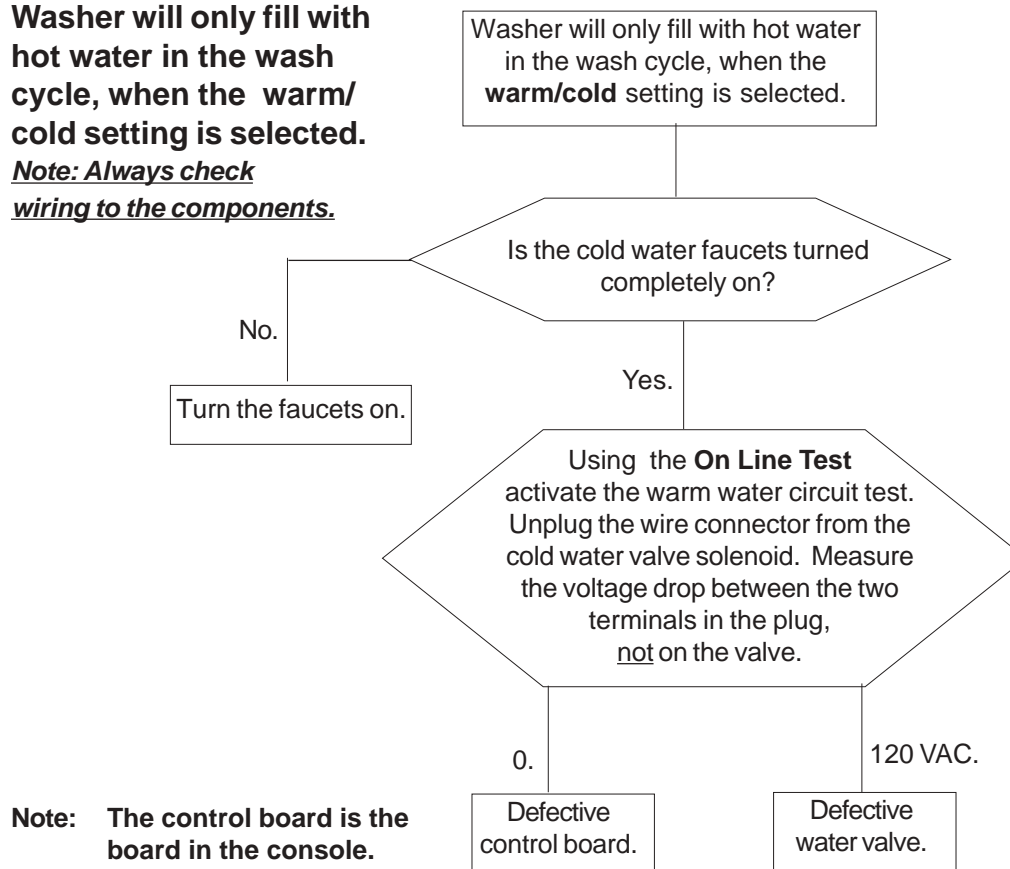 Washer will only fill with
hot water in the wash
cycle, when the warm/
cold setting is selected.
Note: Always check
wiring to the components.
Washer will only fill with hot water
in the wash cycle, when the
warm/cold setting is selected.
Is the cold water faucets turned
completely on?
No.
Turn the faucets on.
Yes.
Using the On Line Test
activate the warm water circuit test.
Unplug the wire connector from the
cold water valve solenoid. Measure
the voltage drop between the two
terminals in the plug,
not on the valve.
0.
120 VAC.
Defective
control board.
Defective
water valve.
Note: The control board is the
board in the console.